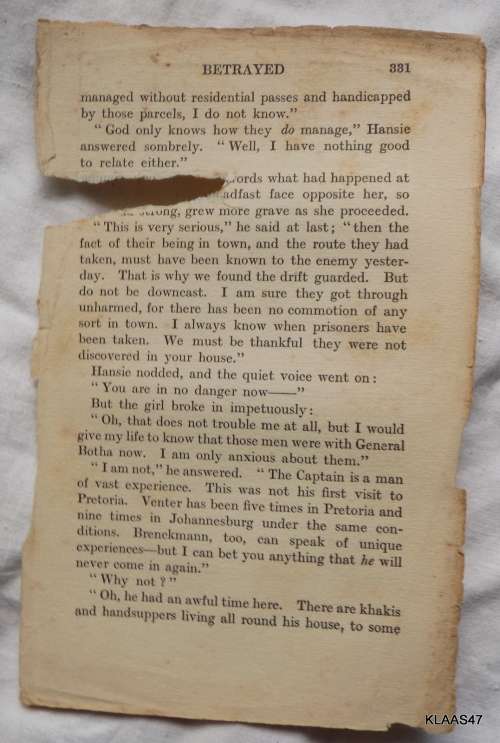 BETRAYED 331
managed without residential passes and handicapped
by those parcels, I do not know.”
“God only knows how they do manage,” Hansie
answered sombrely. “Well, I have nothing good
to relate either.”
what had happened at
face opposite her, so
strong, grew more grave as she proceeded.
“This is very serious,” he said at last; “then the
fact of their being in town, and the route they had
taken, must have been known to the enemy yester-
day. That is why we found the drift guarded. But
do not be downcast. I am sure they got through
unharmed, for there has been no commotion of any
sort in town. I always know when prisoners have
been taken. We must be thankful they were not
discovered in your house.”
Hansie nodded, and the quiet voice went on:
“You are in no danger now——”
But the girl broke in impetuously:
“Oh, that does not trouble me at all, but I would
give my life to know that those men were with General
Botha now. I am only anxious about them.”
“I am not,” he answered. “The Captain is a man
of vast experience. This was not his first visit to
Pretoria. Venter has been five times in Pretoria and
nine times in Johannesburg under the same con-
ditions. Brenckmann, too, can speak of unique
experiences—but I can bet you anything that he will
never come in again.”
“Why not?”
“Oh, he had an awful time here. There are khakis
and handsuppers living all round his house, to some
KLAAS47